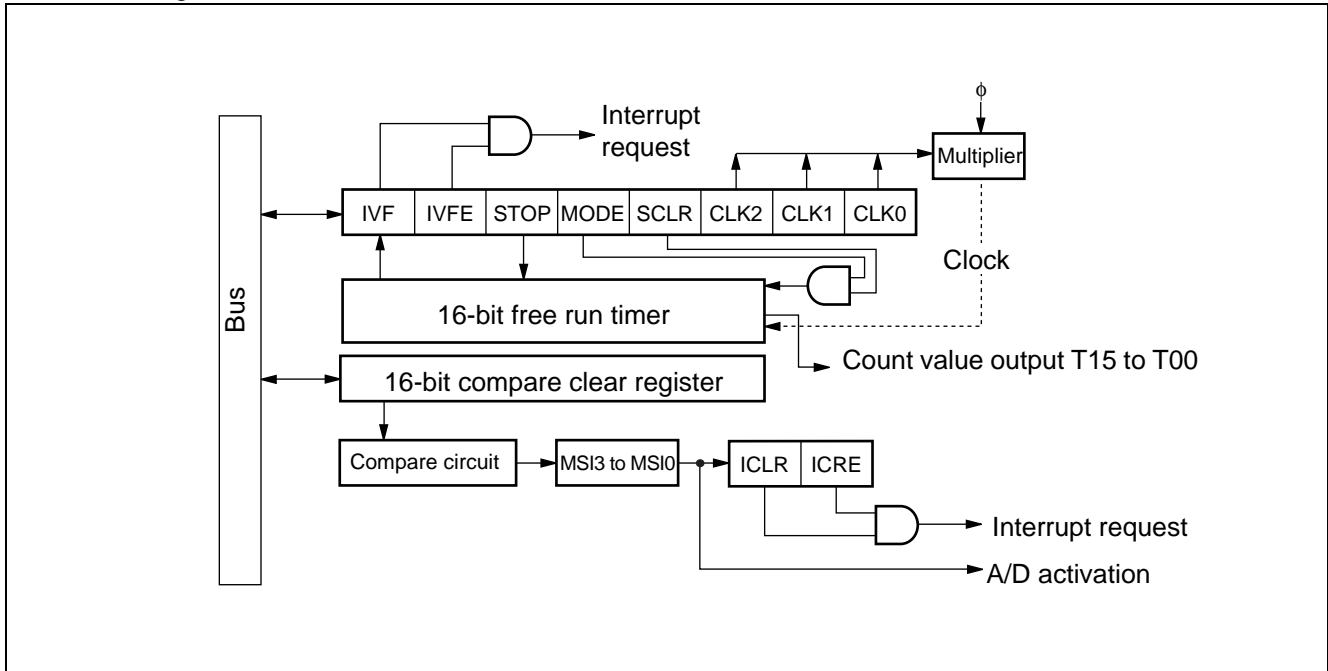 ϕ
Interrupt
request
Multiplier
IVF IVFE STOP MODE SCLR CLK2 CLK1 CLK0
Clock
Bus
16-bit free run timer
Count value output T15 to T00
16-bit compare clear register
Compare circuit MSI3 to MSI0 ICLR ICRE
Interrupt request
A/D activation